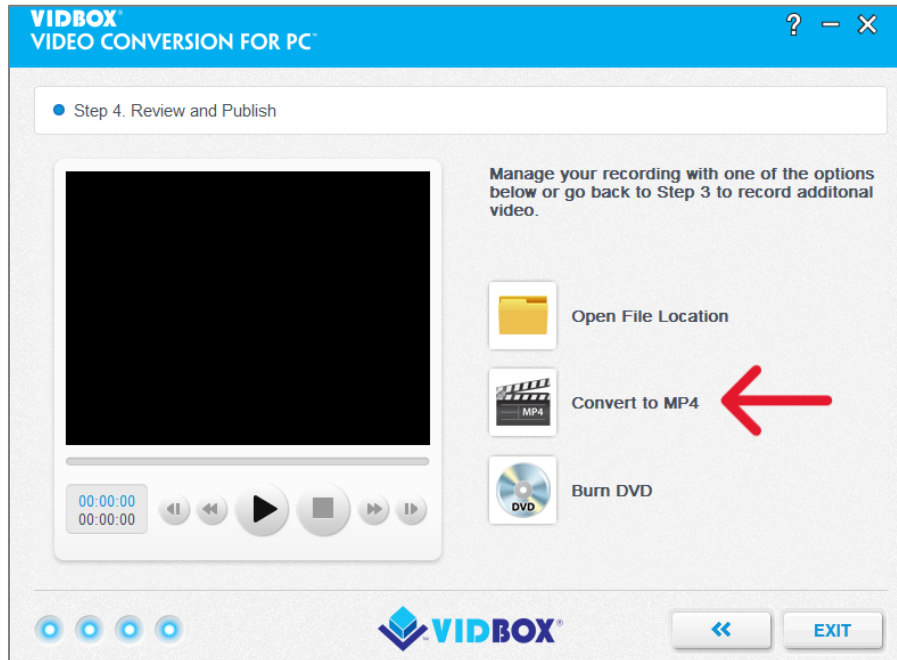 VIDBOX®
VIDEO CONVERSION FOR PC™
? – ×
Step 4. Review and Publish
Manage your recording with one of the options
below or go back to Step 3 to record additonal
video.
Open File Location
MP4
Convert to MP4
DVD
Burn DVD
00:00:00
00:00:00
VIDBOX®
«
EXIT